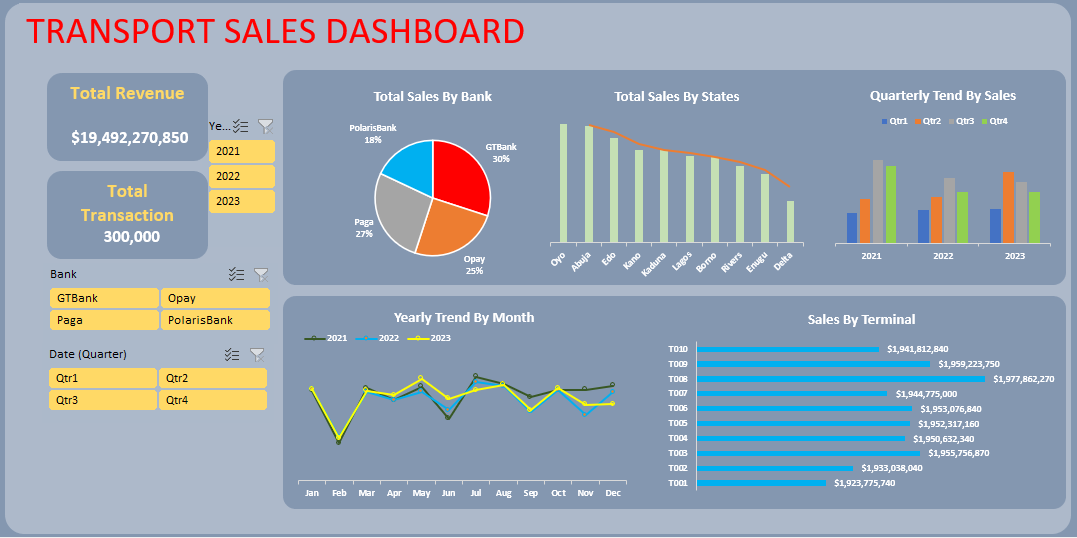 TRANSPORT SALES DASHBOARD
Total Revenue
$19,492,270,850
Total
Transaction
300,000
Ye...
2021
2022
2023
Bank
GTBank
Opay
Paga
PolarisBank
Date (Quarter)
Qtr1
Qtr2
Qtr3
Qtr4
Total Sales By Bank
PolarisBank
18%
GTBank
30%
Paga
27%
Opay
25%
Total Sales By States
Oyo
Abuja
Edo
Kano
Kaduna
Lagos
Borno
Rivers
Enugu
Delta
Quarterly Tend By Sales
Qtr1 Qtr2 Qtr3 Qtr4
2021 2022 2023
Yearly Trend By Month
2021 2022 2023
Jan Feb Mar Apr May Jun Jul Aug Sep Oct Nov Dec
Sales By Terminal
T010 $1,941,812,840
T009 $1,959,223,750
T008 $1,977,862,270
T007 $1,944,775,000
T006 $1,953,076,840
T005 $1,952,317,160
T004 $1,950,632,340
T003 $1,955,756,870
T002 $1,933,038,040
T001 $1,923,775,740